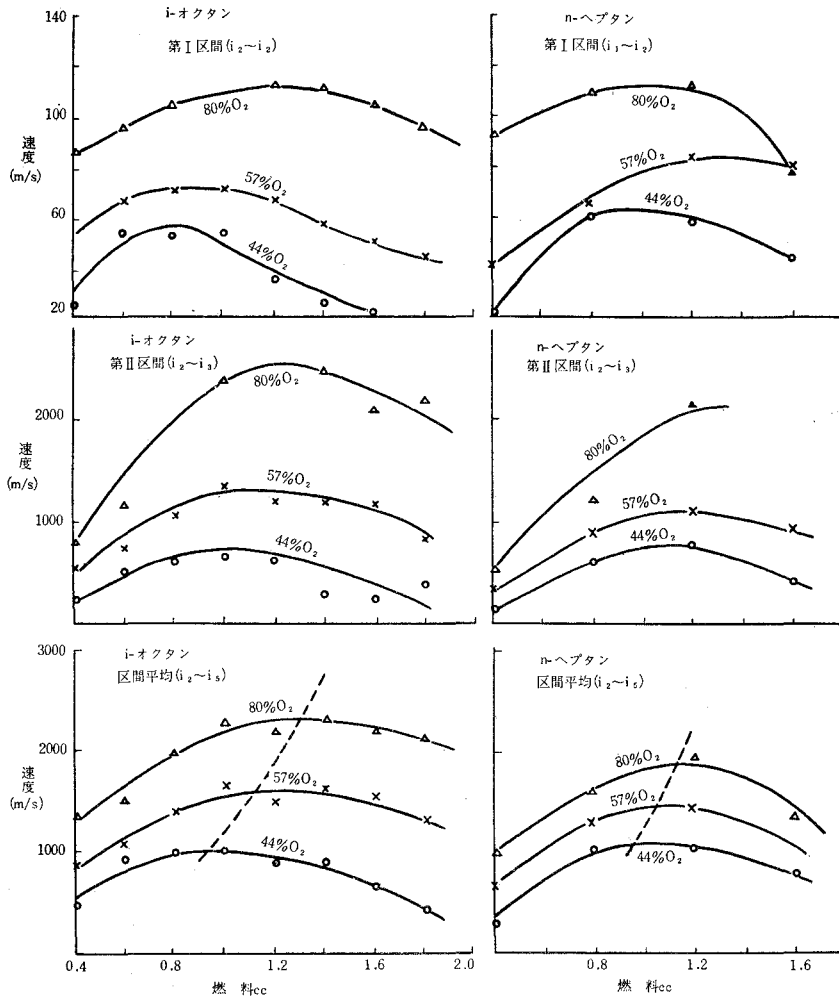 i-オクタン
第Ⅰ区間(i₂～i₂)
140
100
60
20
速度
(m/s)
80%O₂
57%O₂
44%O₂
n-ヘプタン
第Ⅰ区間(i₁～i₂)
80%O₂
57%O₂
44%O₂
i-オクタン
第Ⅱ区間(i₂～i₃)
2000
1000
速度
(m/s)
80%O₂
57%O₂
44%O₂
n-ヘプタン
第Ⅱ区間(i₂～i₃)
80%O₂
57%O₂
44%O₂
i-オクタン
区間平均(i₂～i₅)
3000
2000
1000
0
速度
(m/s)
80%O₂
57%O₂
44%O₂
0.4 0.8 1.2 1.6 2.0
燃料cc
n-ヘプタン
区間平均(i₂～i₅)
80%O₂
57%O₂
44%O₂
0.8 1.2 1.6
燃料cc